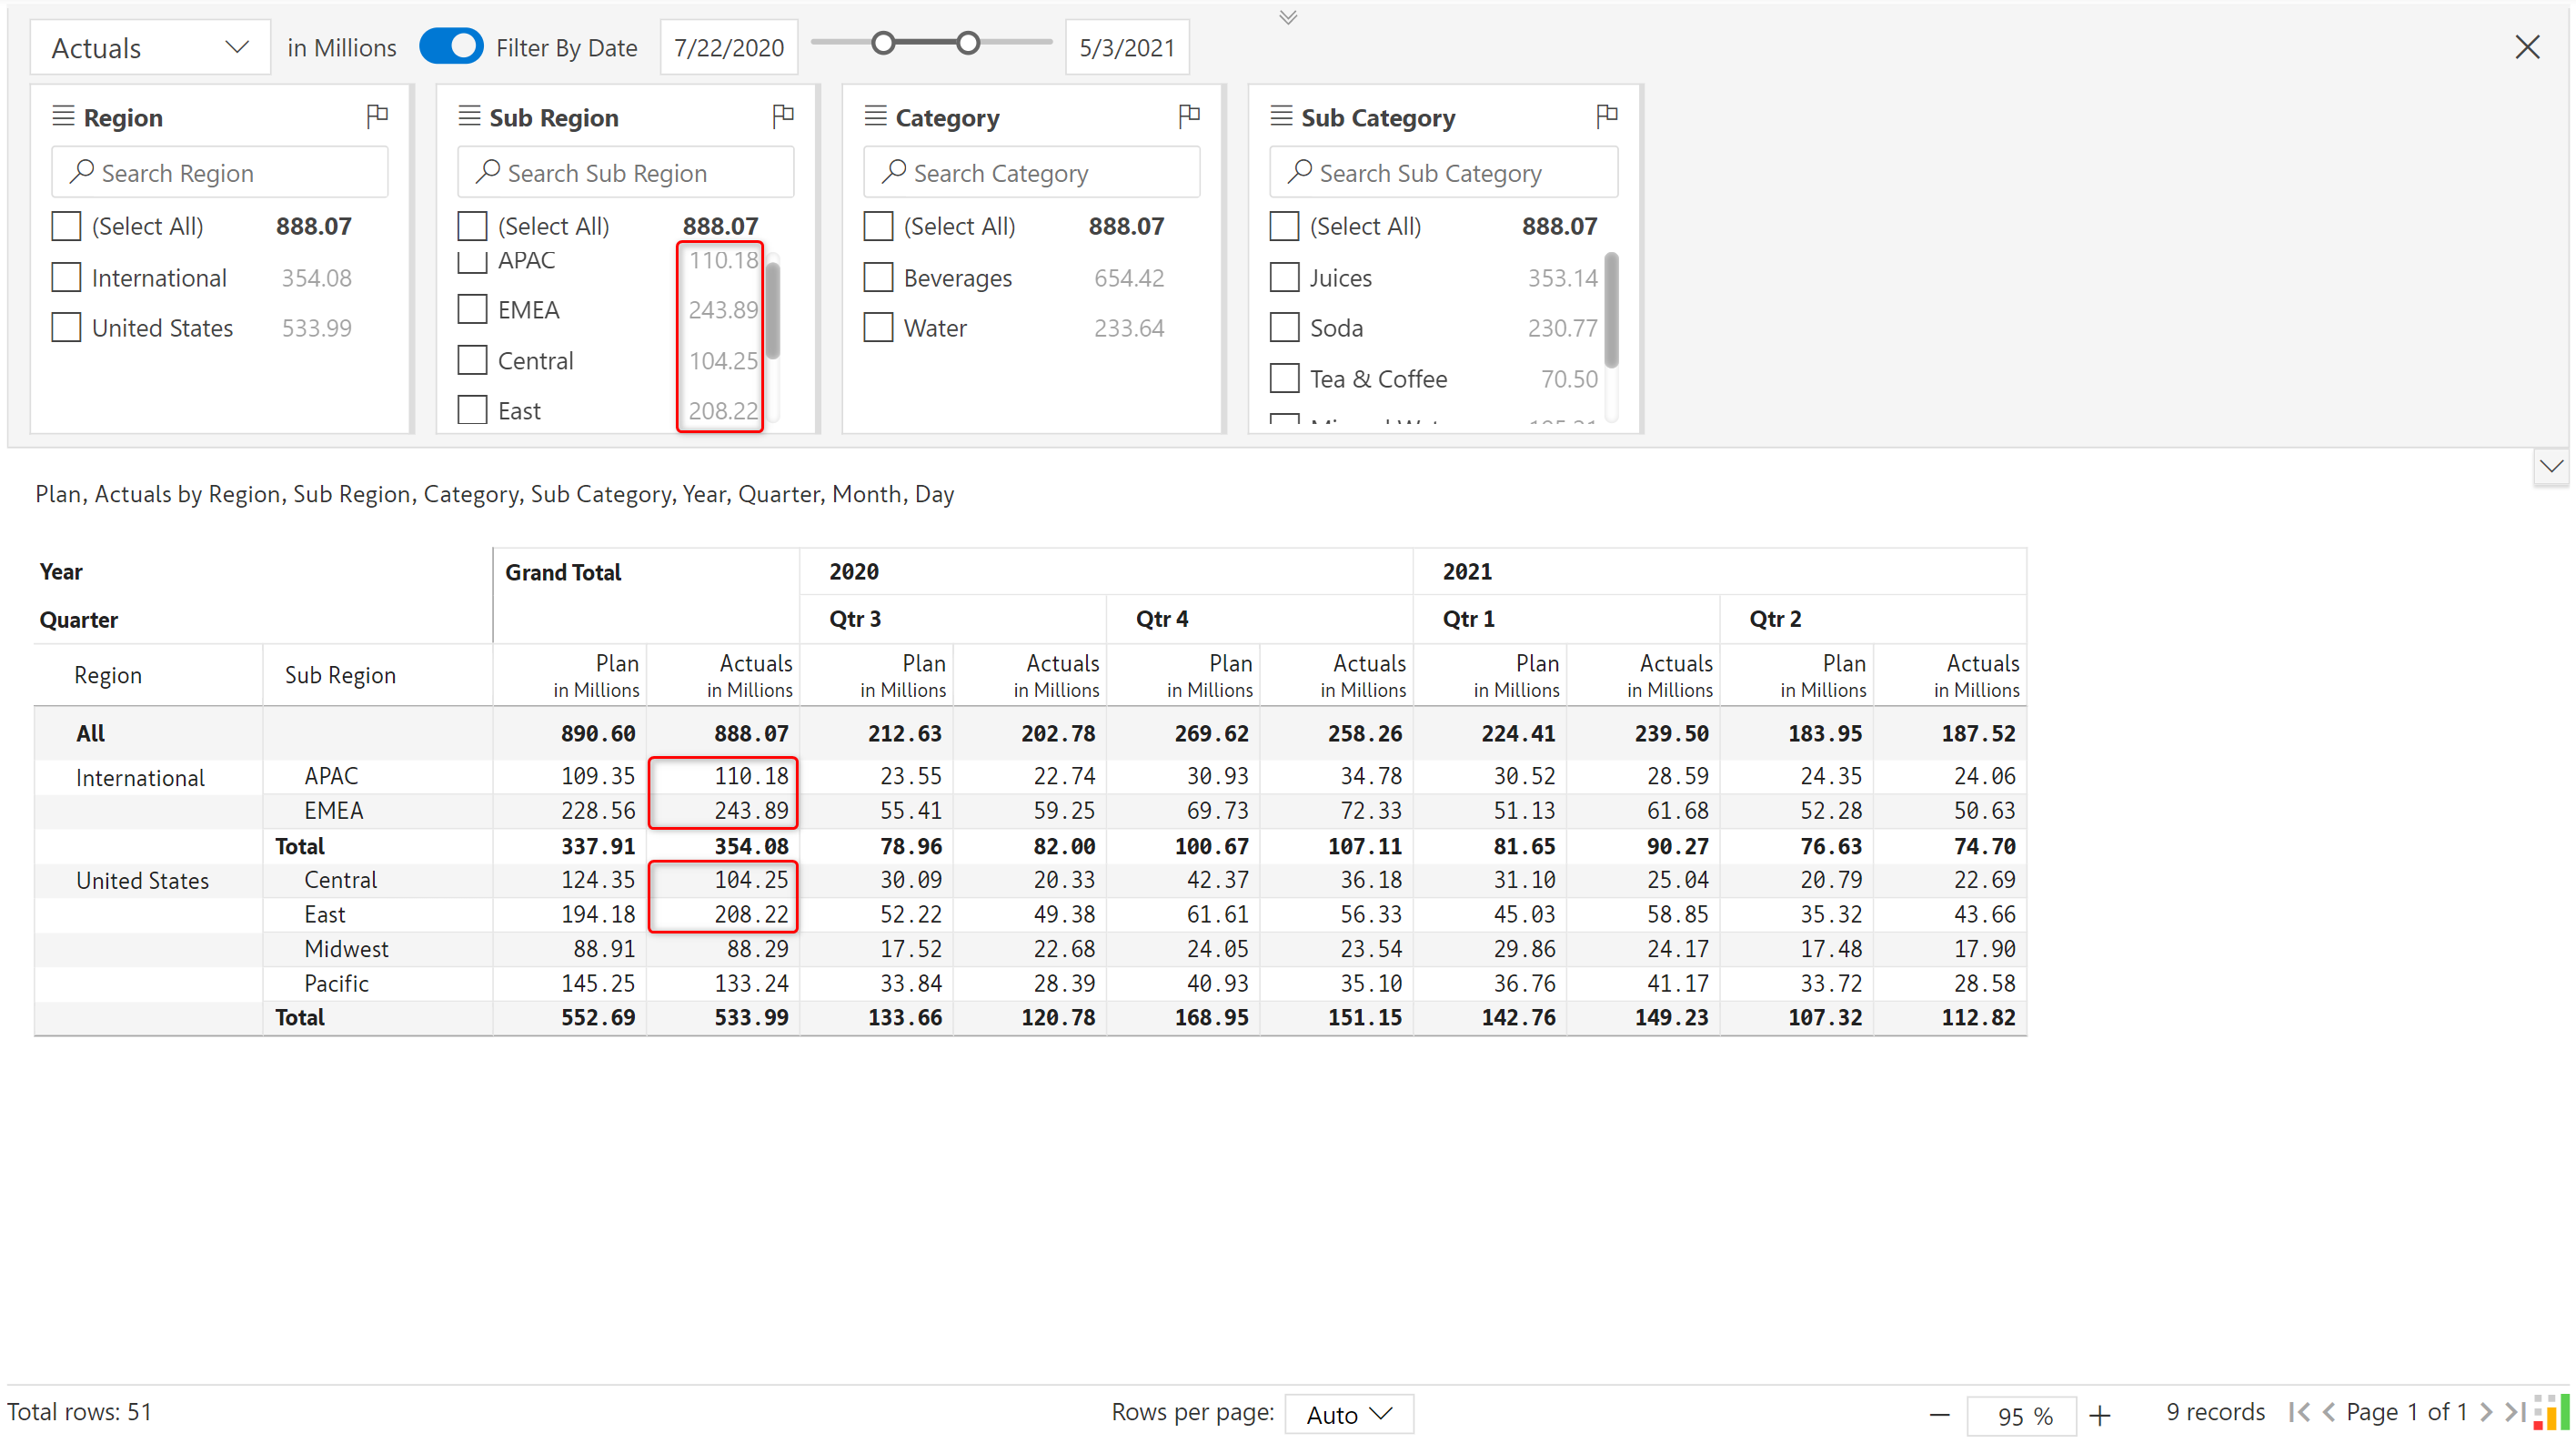 Actuals in Millions Filter By Date 7/22/2020 5/3/2021
Region
Search Region
(Select All) 888.07
International 354.08
United States 533.99
Sub Region
Search Sub Region
(Select All) 888.07
APAC 110.18
EMEA 243.89
Central 104.25
East 208.22
Category
Search Category
(Select All) 888.07
Beverages 654.42
Water 233.64
Sub Category
Search Sub Category
(Select All) 888.07
Juices 353.14
Soda 230.77
Tea & Coffee 70.50
Plan, Actuals by Region, Sub Region, Category, Sub Category, Year, Quarter, Month, Day
Year Grand Total 2020 2021
Quarter Qtr 3 Qtr 4 Qtr 1 Qtr 2
Region Sub Region Plan Actuals Plan Actuals Plan Actuals Plan Actuals Plan Actuals
in Millions in Millions in Millions in Millions in Millions in Millions in Millions in Millions in Millions in Millions
All 890.60 888.07 212.63 202.78 269.62 258.26 224.41 239.50 183.95 187.52
International APAC 109.35 110.18 23.55 22.74 30.93 34.78 30.52 28.59 24.35 24.06
EMEA 228.56 243.89 55.41 59.25 69.73 72.33 51.13 61.68 52.28 50.63
Total 337.91 354.08 78.96 82.00 100.67 107.11 81.65 90.27 76.63 74.70
United States Central 124.35 104.25 30.09 20.33 42.37 36.18 31.10 25.04 20.79 22.69
East 194.18 208.22 52.22 49.38 61.61 56.33 45.03 58.85 35.32 43.66
Midwest 88.91 88.29 17.52 22.68 24.05 23.54 29.86 24.17 17.48 17.90
Pacific 145.25 133.24 33.84 28.39 40.93 35.10 36.76 41.17 33.72 28.58
Total 552.69 533.99 133.66 120.78 168.95 151.15 142.76 149.23 107.32 112.82
Total rows: 51 Rows per page: Auto 95 % 9 records Page 1 of 1